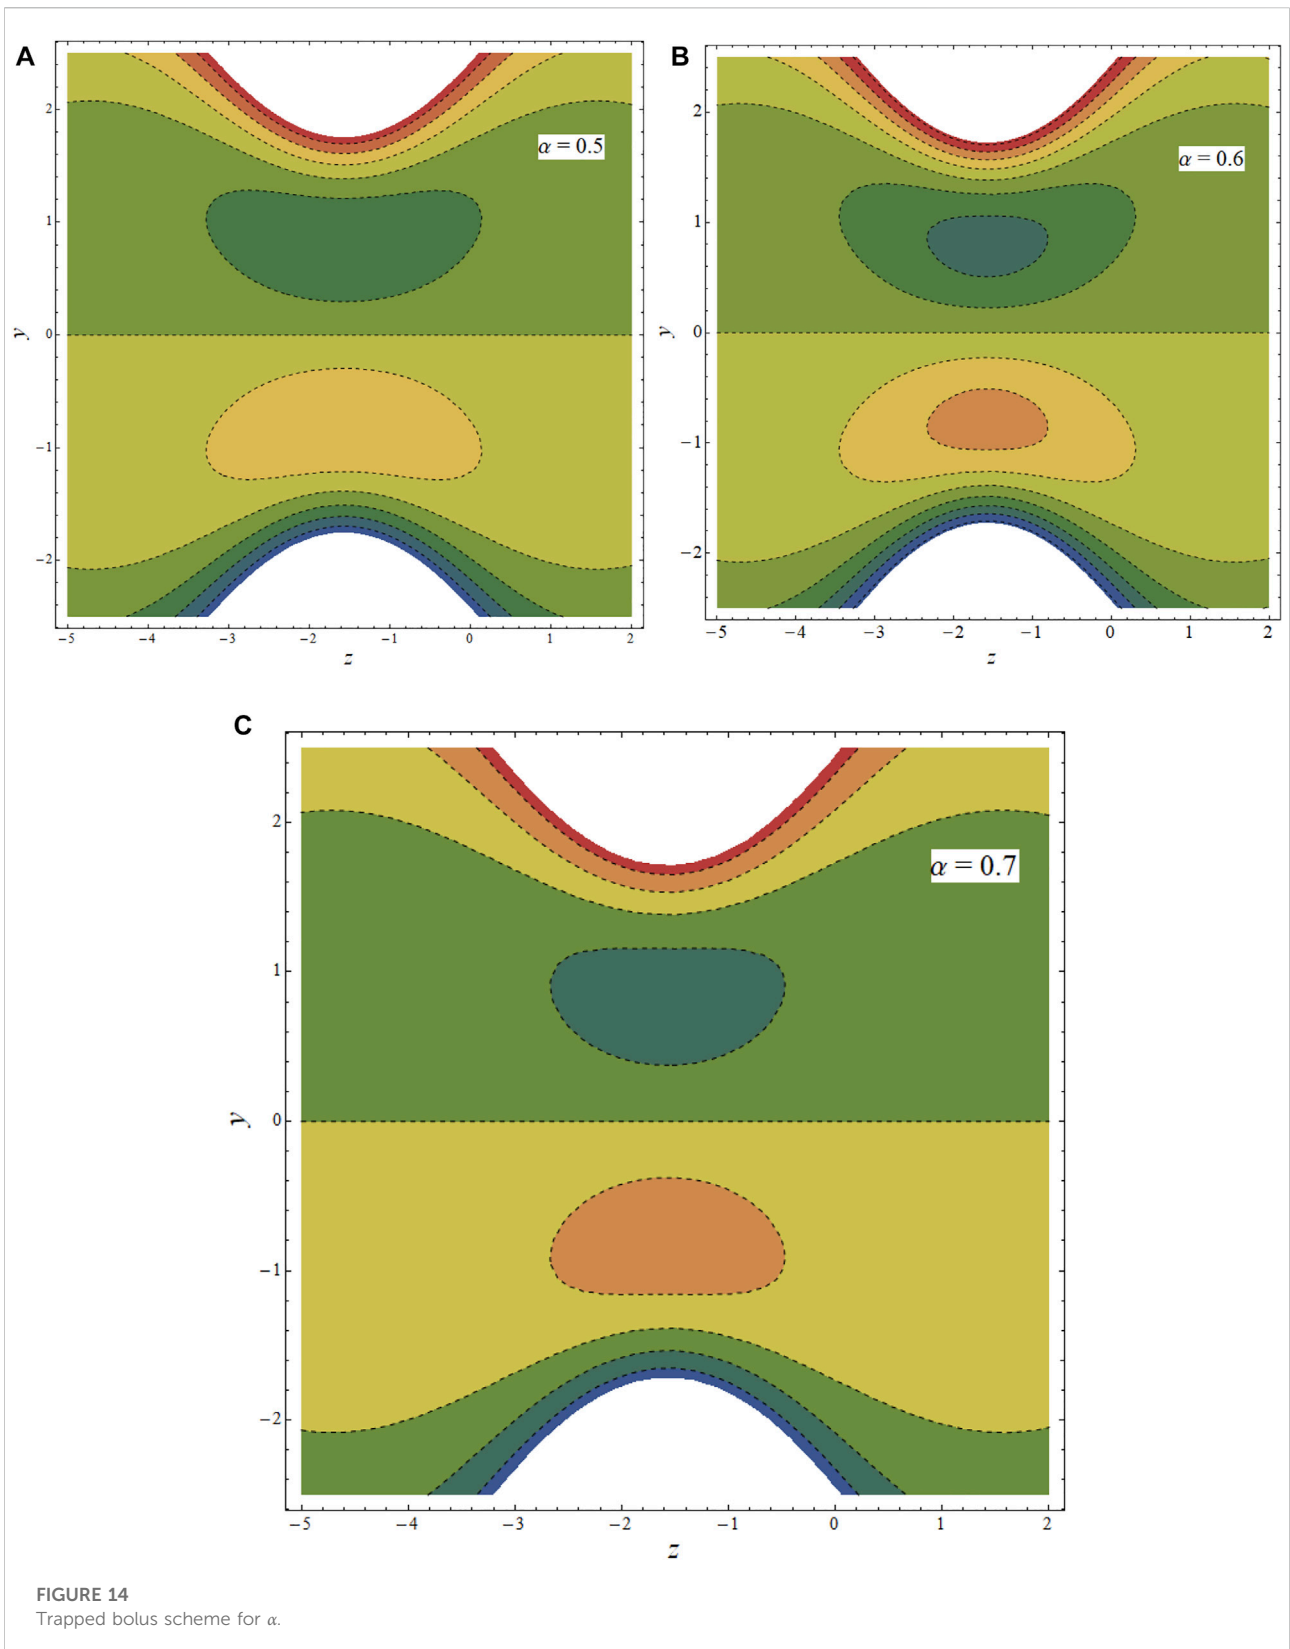 A
2
1
0
−1
−2
y
−5
−4
−3
−2
−1
0
1
2
z
α = 0.5
B
2
1
0
−1
−2
y
−5
−4
−3
−2
−1
0
1
2
z
α = 0.6
C
2
1
0
−1
−2
y
−5
−4
−3
−2
−1
0
1
2
z
α = 0.7
FIGURE 14
Trapped bolus scheme for α.